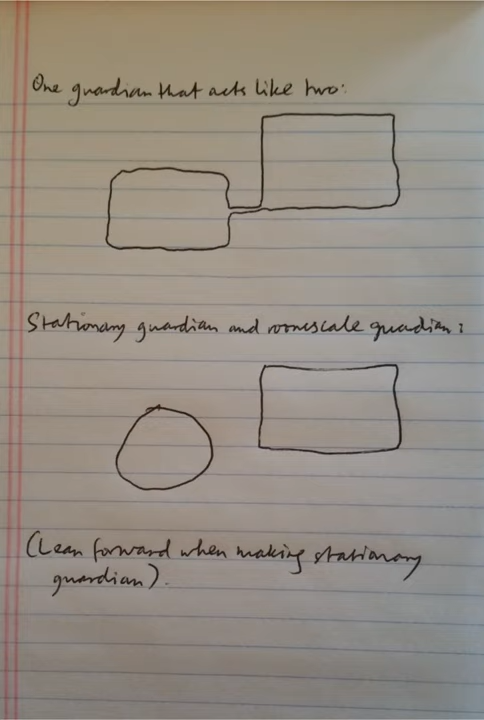 One guardian that acts like two:
Stationary guardian and roomscale guardian:
(Lean forward when making stationary
guardian).